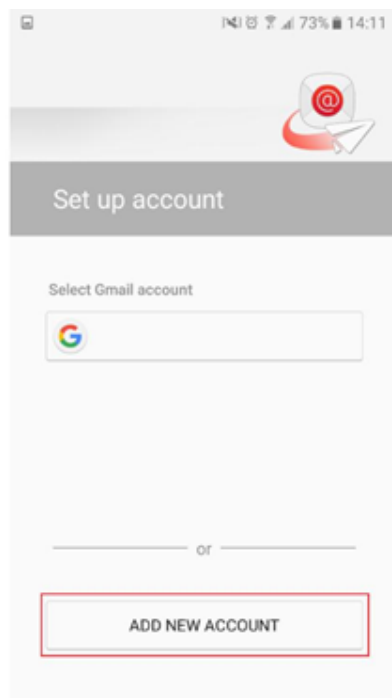 73% 14:11
@
Set up account
Select Gmail account
G
or
ADD NEW ACCOUNT